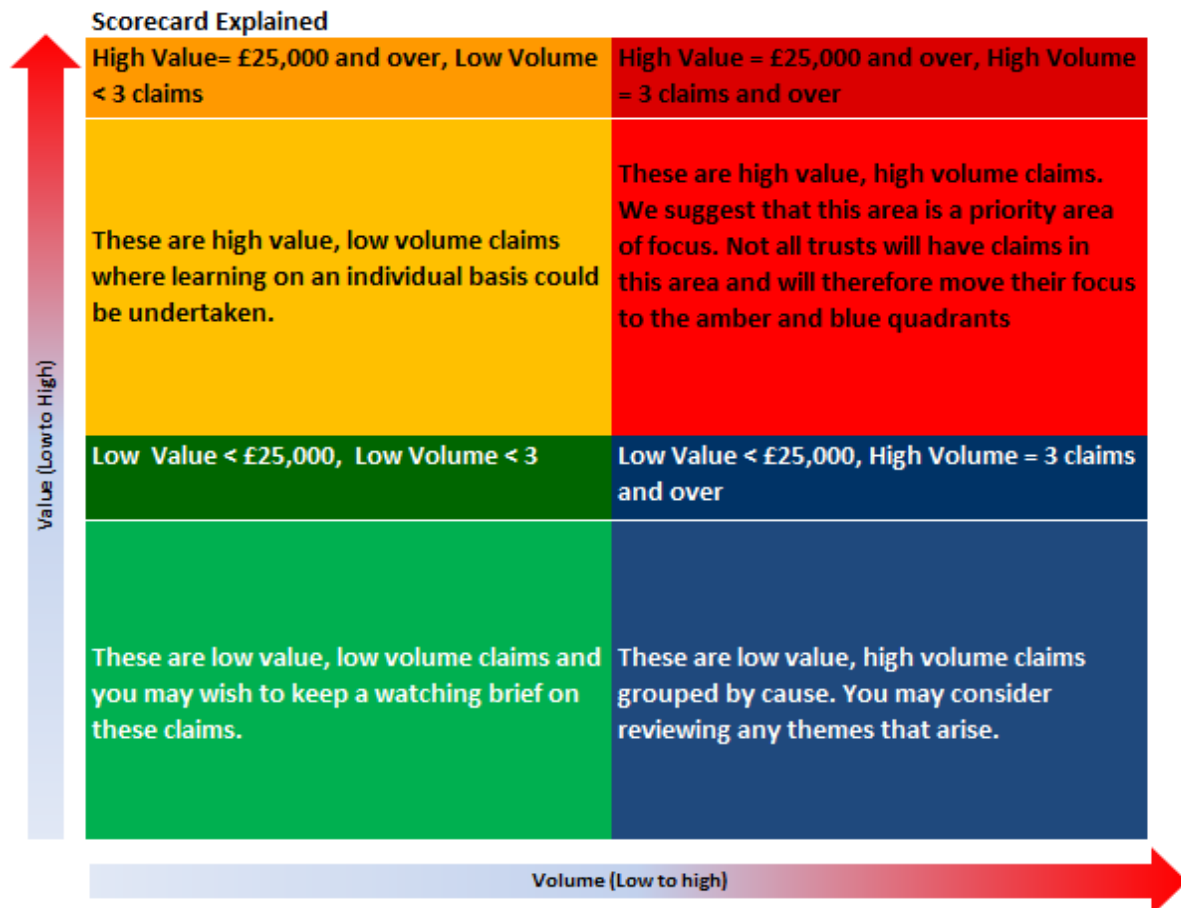 Scorecard Explained
High Value= £25,000 and over, Low Volume
< 3 claims
High Value = £25,000 and over, High Volume
= 3 claims and over
These are high value, low volume claims
where learning on an individual basis could
be undertaken.
These are high value, high volume claims.
We suggest that this area is a priority area
of focus. Not all trusts will have claims in
this area and will therefore move their focus
to the amber and blue quadrants
Value (Low to High)
Low  Value < £25,000,  Low Volume < 3
Low Value < £25,000, High Volume = 3 claims
and over
These are low value, low volume claims and
you may wish to keep a watching brief on
these claims.
These are low value, high volume claims
grouped by cause. You may consider
reviewing any themes that arise.
Volume (Low to high)